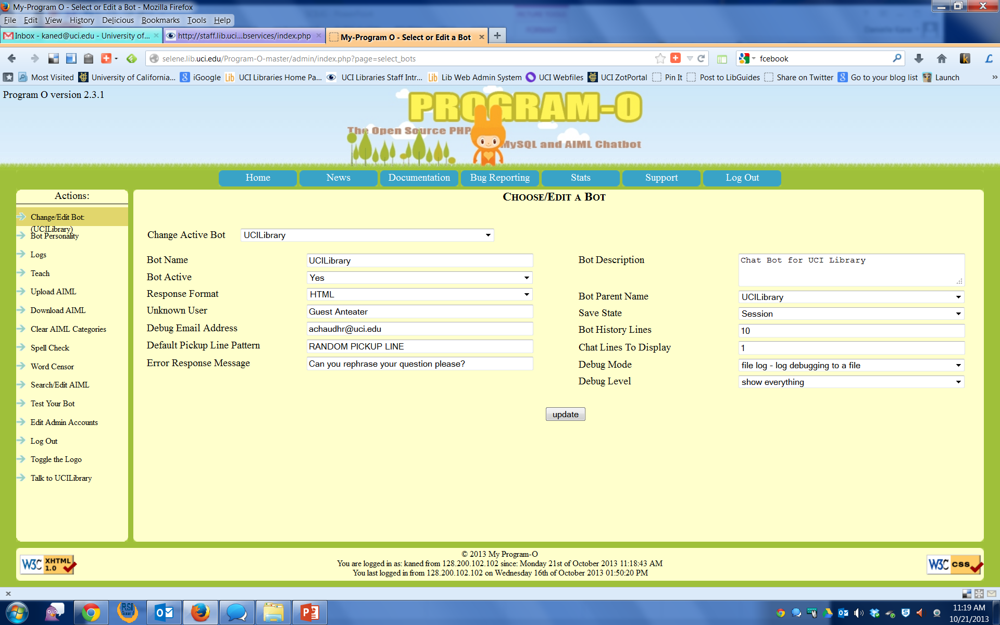 My-Program O - Select or Edit a Bot - Mozilla Firefox
File Edit View History Delicious Bookmarks Tools Help
Inbox - kaned@uci.edu - University of... http://staff.lib.uci...bservices/index.php My-Program O - Select or Edit a Bot
selene.lib.uci.edu/Program-O-master/admin/index.php?page=select_bots fcebook
Most Visited University of California... iGoogle UCI Libraries Home Pa... UCI Libraries Staff Intr... Lib Web Admin System UCI Webfiles UCI ZotPortal Pin It Post to LibGuides Share on Twitter Go to your blog list Launch
Program O version 2.3.1
PROGRAM-O
The Open Source PHP,
MySQL and AIML Chatbot
Home News Documentation Bug Reporting Stats Support Log Out
Actions:
Change/Edit Bot:
(UCILibrary)
Bot Personality
Logs
Teach
Upload AIML
Download AIML
Clear AIML Categories
Spell Check
Word Censor
Search/Edit AIML
Test Your Bot
Edit Admin Accounts
Log Out
Toggle the Logo
Talk to UCILibrary
Choose/Edit a Bot
Change Active Bot UCILibrary
Bot Name UCILibrary
Bot Active Yes
Response Format HTML
Unknown User Guest Anteater
Debug Email Address achaudhr@uci.edu
Default Pickup Line Pattern RANDOM PICKUP LINE
Error Response Message Can you rephrase your question please?
Bot Description Chat Bot for UCI Library
Bot Parent Name UCILibrary
Save State Session
Bot History Lines 10
Chat Lines To Display 1
Debug Mode file log - log debugging to a file
Debug Level show everything
update
W3C XHTML 1.0
© 2013 My Program-O
You are logged in as: kaned from 128.200.102.102 since: Monday 21st of October 2013 11:18:43 AM
You last logged in from 128.200.102.102 on Wednesday 16th of October 2013 01:50:20 PM
W3C css
RSI
Guard
11:19 AM
10/21/2013